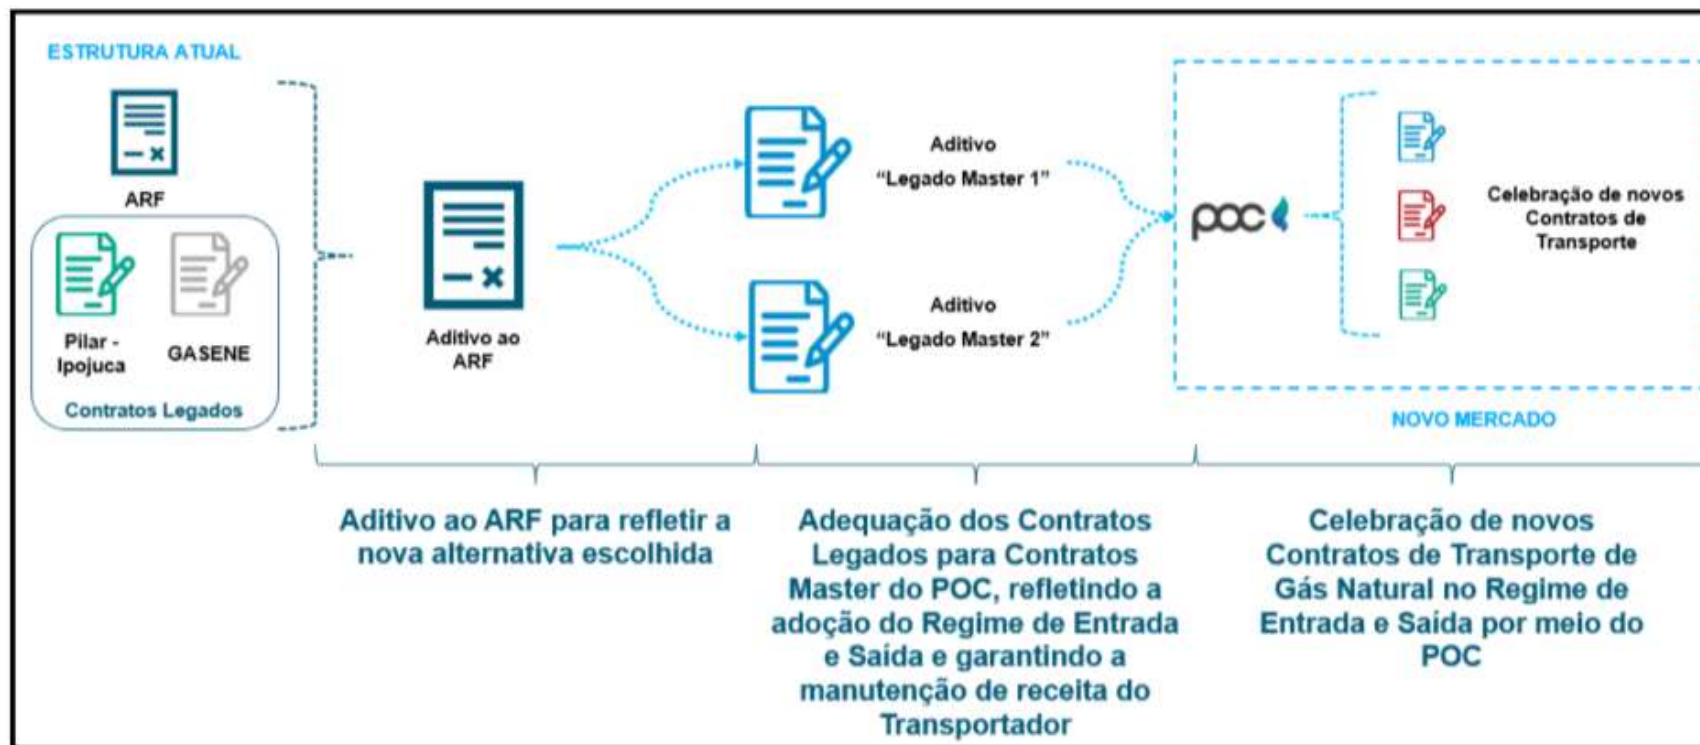 ESTRUTURA ATUAL
ARF
Pilar -
Ipojuca
GASENE
Contratos Legados
Aditivo ao
ARF
Aditivo
“Legado Master 1”
Aditivo
“Legado Master 2”
poc
Celebração de novos
Contratos de
Transporte
NOVO MERCADO
Aditivo ao ARF para refletir a
nova alternativa escolhida
Adequação dos Contratos
Legados para Contratos
Master do POC, refletindo a
adoção do Regime de Entrada
e Saída e garantindo a
manutenção de receita do
Transportador
Celebração de novos
Contratos de Transporte de
Gás Natural no Regime de
Entrada e Saída por meio do
POC